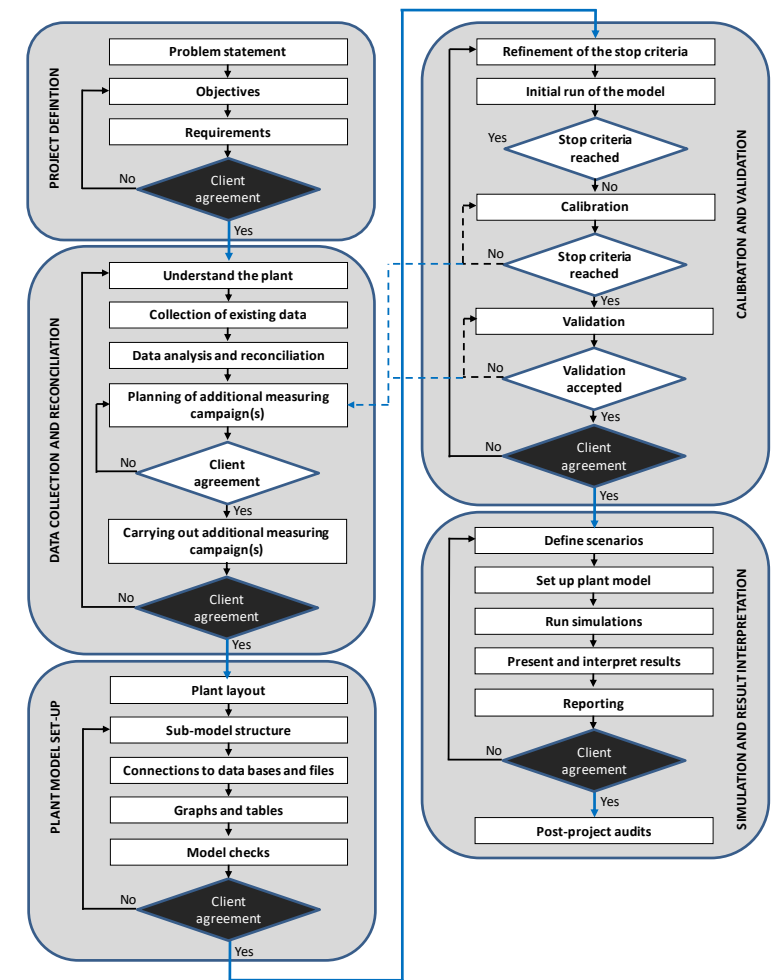 PROJECT DEFINTION
Problem statement
Objectives
Requirements
No
Client
agreement
Yes
DATA COLLECTION AND RECONCILIATION
Understand the plant
Collection of existing data
Data analysis and reconciliation
Planning of additional measuring
campaign(s)
No
Client
agreement
Yes
Carrying out additional measuring
campaign(s)
No
Client
agreement
Yes
PLANT MODEL SET-UP
Plant layout
Sub-model structure
Connections to data bases and files
Graphs and tables
Model checks
No
Client
agreement
Yes
CALIBRATION AND VALIDATION
Refinement of the stop criteria
Initial run of the model
Yes
Stop criteria
reached
No
Calibration
No
Stop criteria
reached
Yes
Validation
No
Validation
accepted
Yes
No
Client
agreement
Yes
SIMULATION AND RESULT INTERPRETATION
Define scenarios
Set up plant model
Run simulations
Present and interpret results
Reporting
No
Client
agreement
Yes
Post-project audits